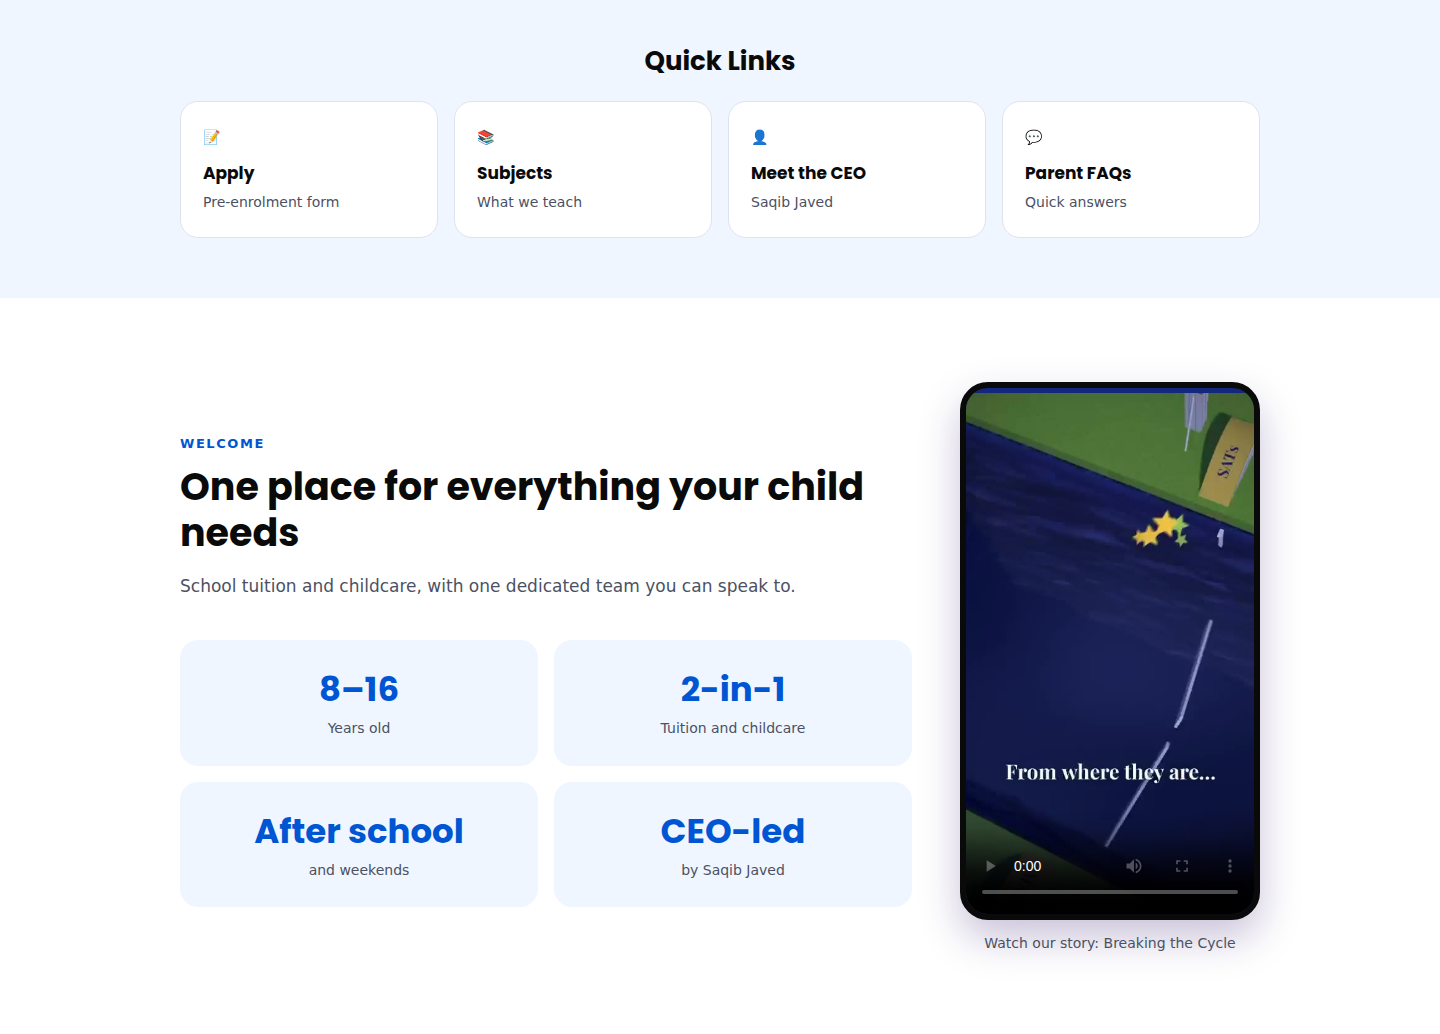 Quick Links
Apply
Pre-enrolment form
Subjects
What we teach
Meet the CEO
Saqib Javed
Parent FAQs
Quick answers
WELCOME
One place for everything your child
needs
School tuition and childcare, with one dedicated team you can speak to.
8–16
Years old
2-in-1
Tuition and childcare
After school
and weekends
CEO-led
by Saqib Javed
SATs
From where they are...
0:00
Watch our story: Breaking the Cycle